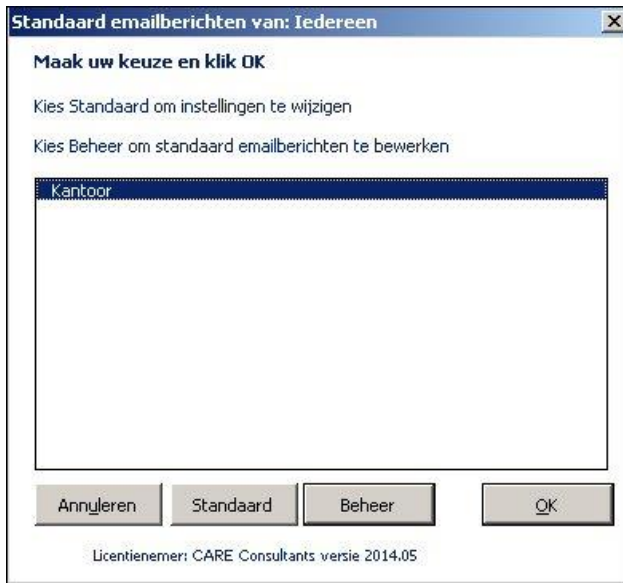 Standaard emailberichten van: Iedereen
Maak uw keuze en klik OK
Kies Standaard om instellingen te wijzigen
Kies Beheer om standaard emailberichten te bewerken
Kantoor
Annuleren Standaard Beheer OK
Licentienemer: CARE Consultants versie 2014.05